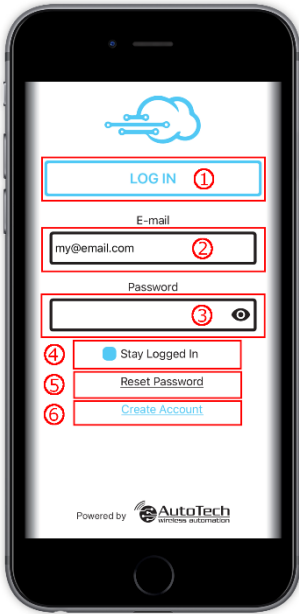 LOG IN ①
E-mail
my@email.com ②
Password
③
④ Stay Logged In
⑤ Reset Password
⑥ Create Account
Powered by AutoTech
wireless automation